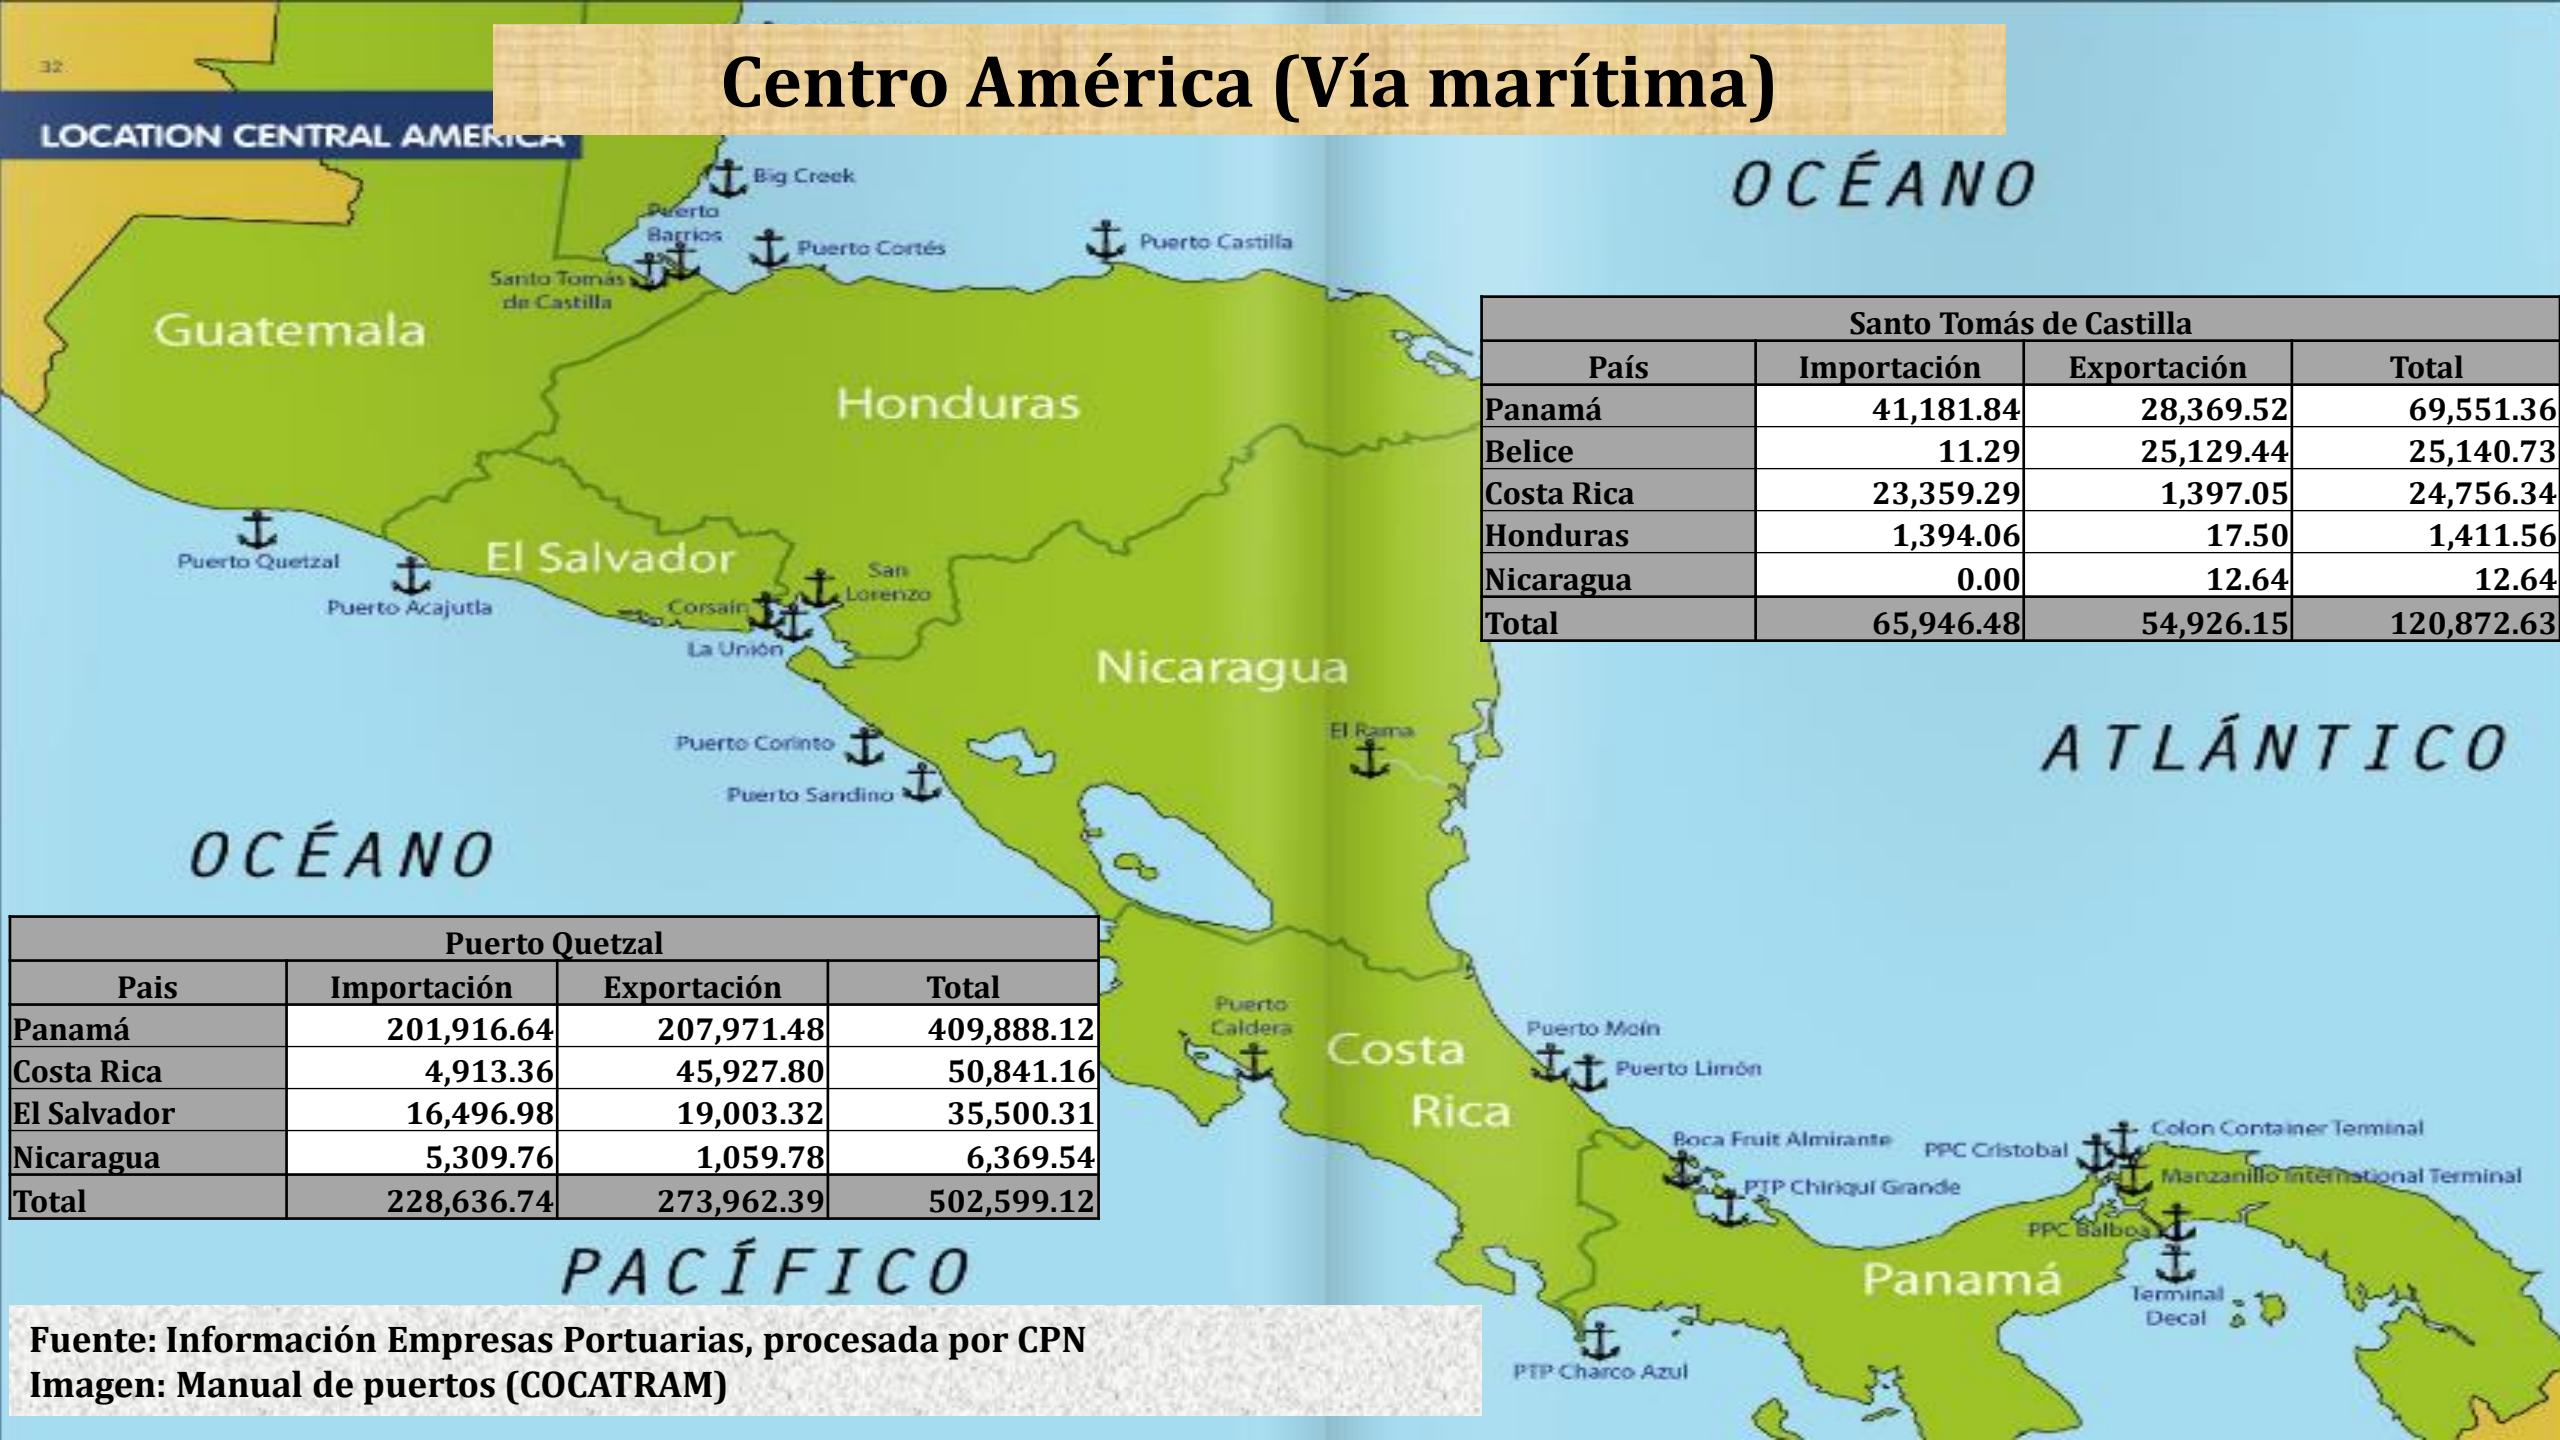 Centro América (Vía marítima)
32
LOCATION CENTRAL AMERICA
OCÉANO
Big Creek
Puerto
Barrios
Puerto Cortés
Puerto Castilla
Santo Tomás
de Castilla
Guatemala
Honduras
Santo Tomás de Castilla
País Importación Exportación Total
Panamá 41,181.84 28,369.52 69,551.36
Belice 11.29 25,129.44 25,140.73
Costa Rica 23,359.29 1,397.05 24,756.34
Honduras 1,394.06 17.50 1,411.56
Nicaragua 0.00 12.64 12.64
Total 65,946.48 54,926.15 120,872.63
Puerto Quetzal
El Salvador
Puerto Acajutla
San
Lorenzo
Corsain
La Unión
Nicaragua
El Rama
Puerto Corinto
Puerto Sandino
ATLÁNTICO
OCÉANO
Puerto Quetzal
Pais Importación Exportación Total
Panamá 201,916.64 207,971.48 409,888.12
Costa Rica 4,913.36 45,927.80 50,841.16
El Salvador 16,496.98 19,003.32 35,500.31
Nicaragua 5,309.76 1,059.78 6,369.54
Total 228,636.74 273,962.39 502,599.12
Puerto
Caldera
Costa
Rica
Puerto Moín
Puerto Limón
Boca Fruit Almirante
PTP Chiriquí Grande
PPC Cristobal
Colon Container Terminal
Manzanillo International Terminal
PPC Balboa
Panamá
Terminal
Decal
PTP Charco Azul
PACÍFICO
Fuente: Información Empresas Portuarias, procesada por CPN
Imagen: Manual de puertos (COCATRAM)